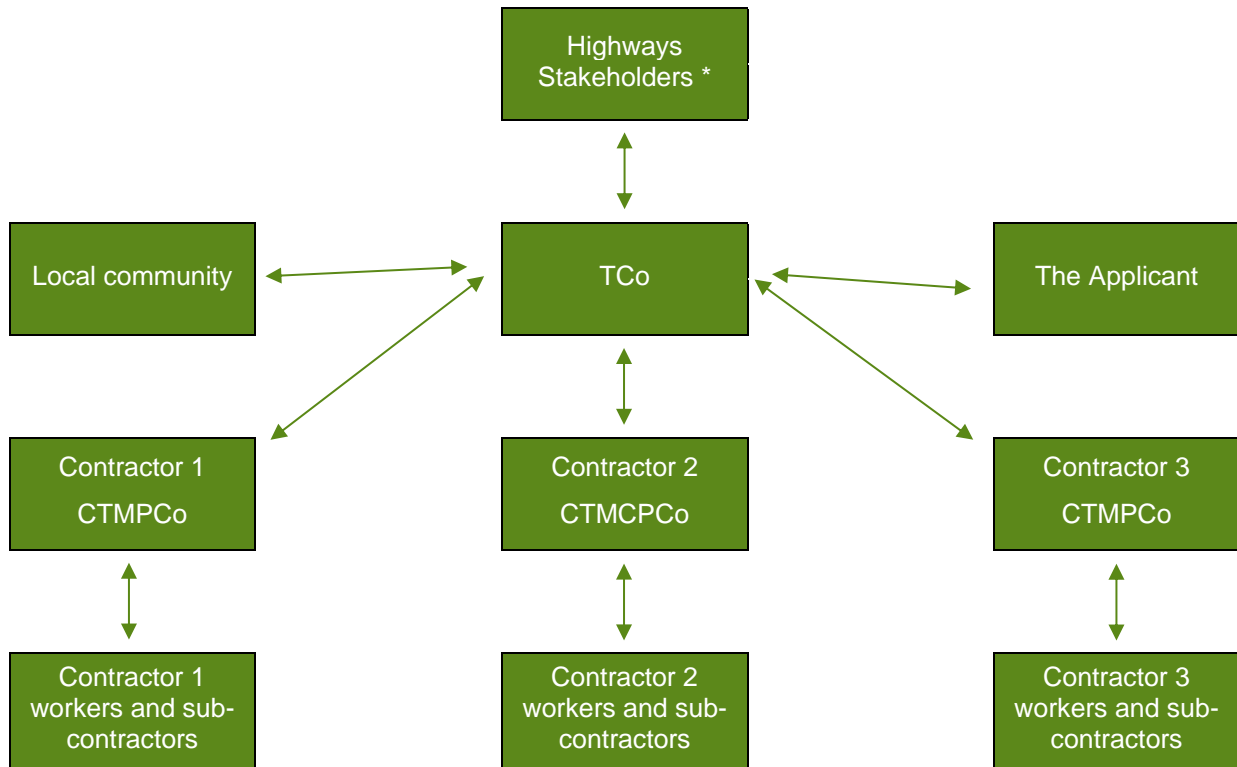 Highways
Stakeholders *
Local community
TCo
The Applicant
Contractor 1
CTMPCo
Contractor 2
CTMCPCo
Contractor 3
CTMPCo
Contractor 1
workers and sub-
contractors
Contractor 2
workers and sub-
contractors
Contractor 3
workers and sub-
contractors